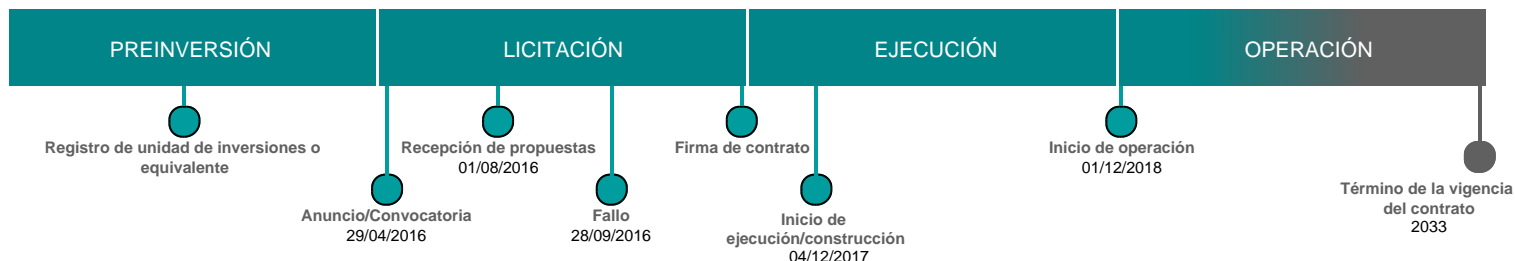 PREINVERSIÓN
LICITACIÓN
EJECUCIÓN
OPERACIÓN
Registro de unidad de inversiones o
equivalente
Anuncio/Convocatoria
29/04/2016
Recepción de propuestas
01/08/2016
Fallo
28/09/2016
Firma de contrato
Inicio de
ejecución/construcción
04/12/2017
Inicio de operación
01/12/2018
Término de la vigencia
del contrato
2033